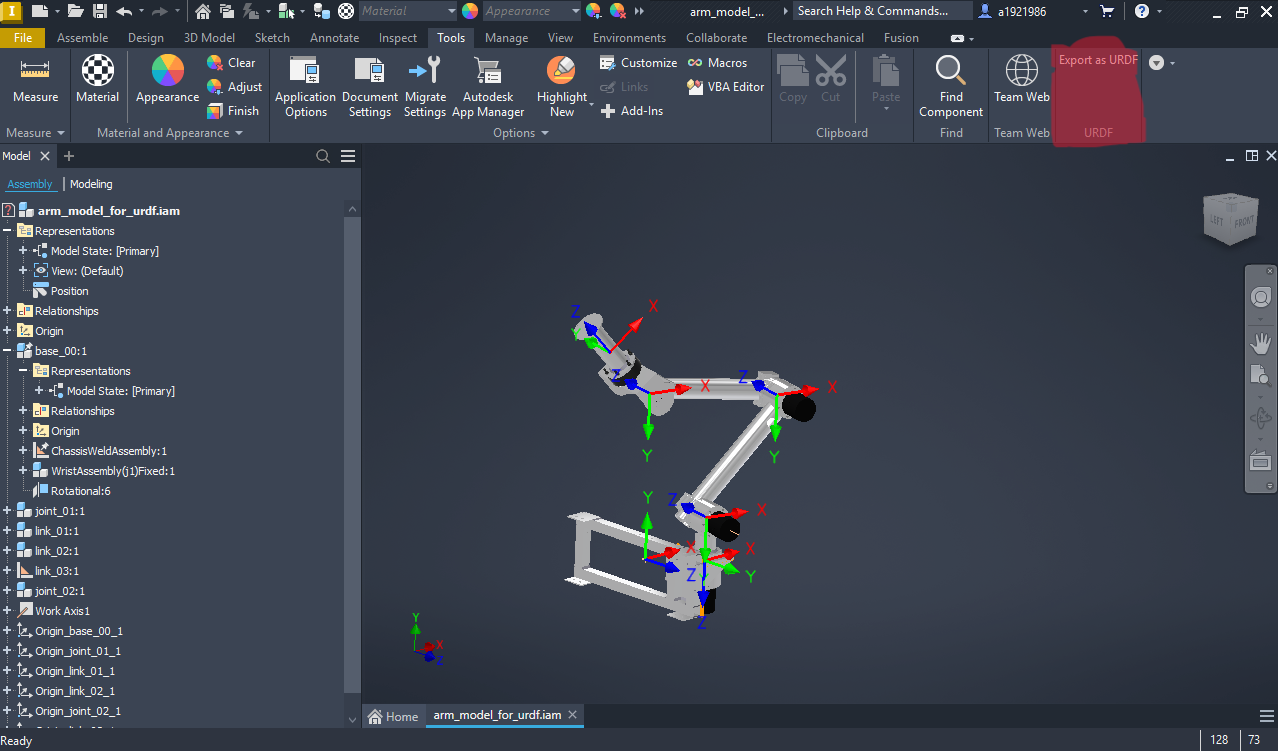 I
Material
Appearance
arm_model_...
Search Help & Commands...
a1921986
?
File
Assemble
Design
3D Model
Sketch
Annotate
Inspect
Tools
Manage
View
Environments
Collaborate
Electromechanical
Fusion
Measure
Material
Appearance
Clear
Adjust
Finish
Application
Options
Document
Settings
Migrate
Settings
Autodesk
App Manager
Highlight
New
Customize
Links
Add-Ins
Macros
VBA Editor
Copy
Cut
Paste
Find
Component
Team Web
Export as URDF
Measure
Material and Appearance
Options
Clipboard
Find
Team Web
URDF
Model
Assembly
Modeling
arm_model_for_urdf.iam
Representations
Model State: [Primary]
View: (Default)
Position
Relationships
Origin
base_00:1
Representations
Model State: [Primary]
Relationships
Origin
ChassisWeldAssembly:1
WristAssembly(j1)Fixed:1
Rotational:6
joint_01:1
link_01:1
link_02:1
link_03:1
joint_02:1
Work Axis1
Origin_base_00_1
Origin_joint_01_1
Origin_link_01_1
Origin_link_02_1
Origin_joint_02_1
LEFT
FRONT
Z
X
Y
Z
X
Y
Z
X
Y
Z
X
Y
X
Z
X
Y
Z
Y
X
Z
Home
arm_model_for_urdf.iam
Ready
128
73